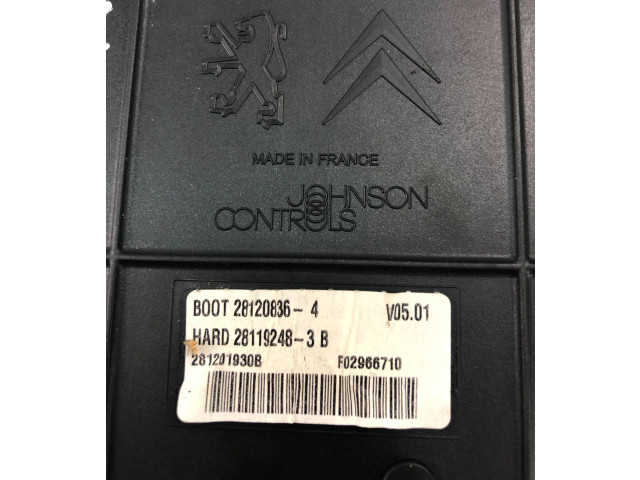 MADE IN FRANCE
JOHNSON
CONTROLS
BOOT 28120836-4 V05.01
HARD 28119248-3 B
281201930B F02966710